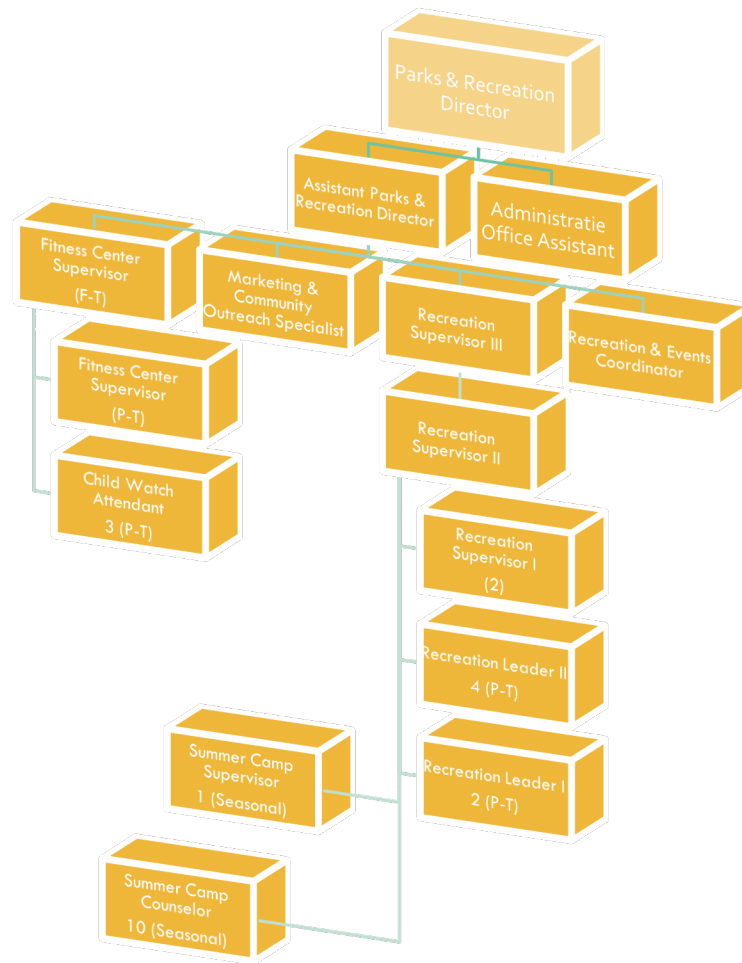 Parks & Recreation
Director
Assistant Parks &
Recreation Director
Administratie
Office Assistant
Fitness Center
Supervisor
(F-T)
Marketing &
Community
Outreach Specialist
Recreation
Supervisor III
Recreation & Events
Coordinator
Fitness Center
Supervisor
(P-T)
Recreation
Supervisor II
Child Watch
Attendant
3 (P-T)
Recreation
Supervisor I
(2)
Recreation Leader II
4 (P-T)
Recreation Leader I
2 (P-T)
Summer Camp
Supervisor
1 (Seasonal)
Summer Camp
Counselor
10 (Seasonal)